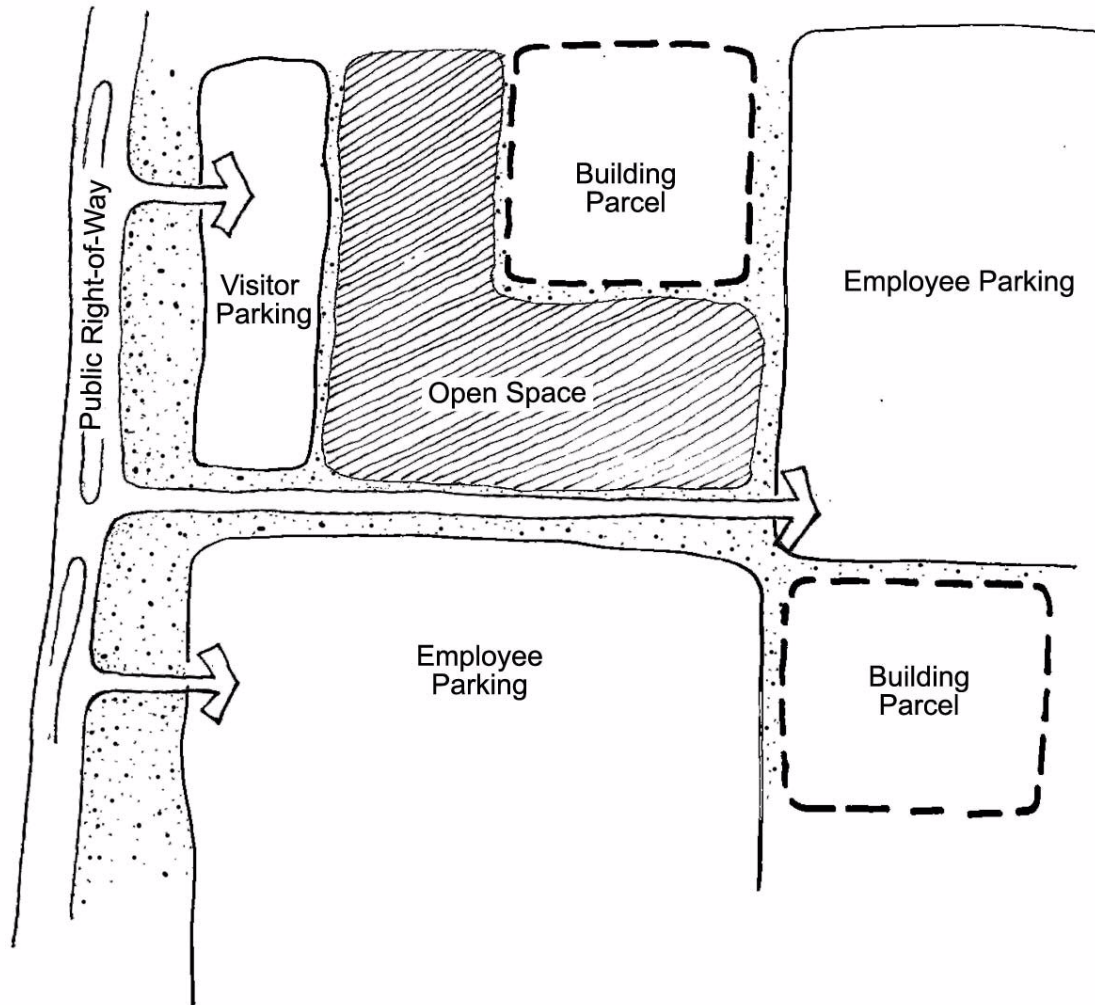 Public Right-of-Way
Visitor
Parking
Open Space
Building
Parcel
Employee Parking
Employee
Parking
Building
Parcel